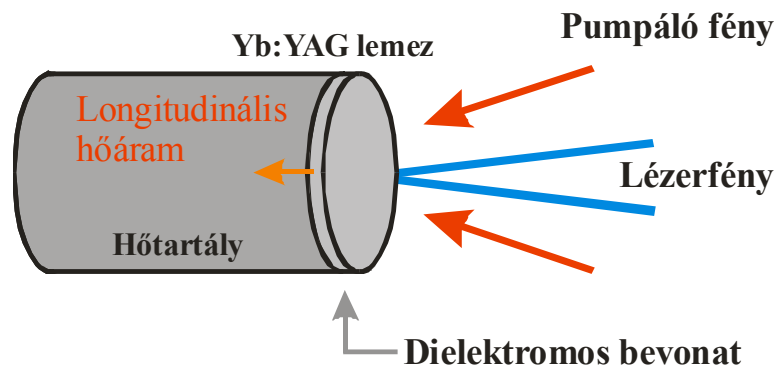 Pumpáló fény
Yb:YAG lemez
Longitudinális
hőáram
Lézerfény
Hőtartály
Dielektromos bevonat